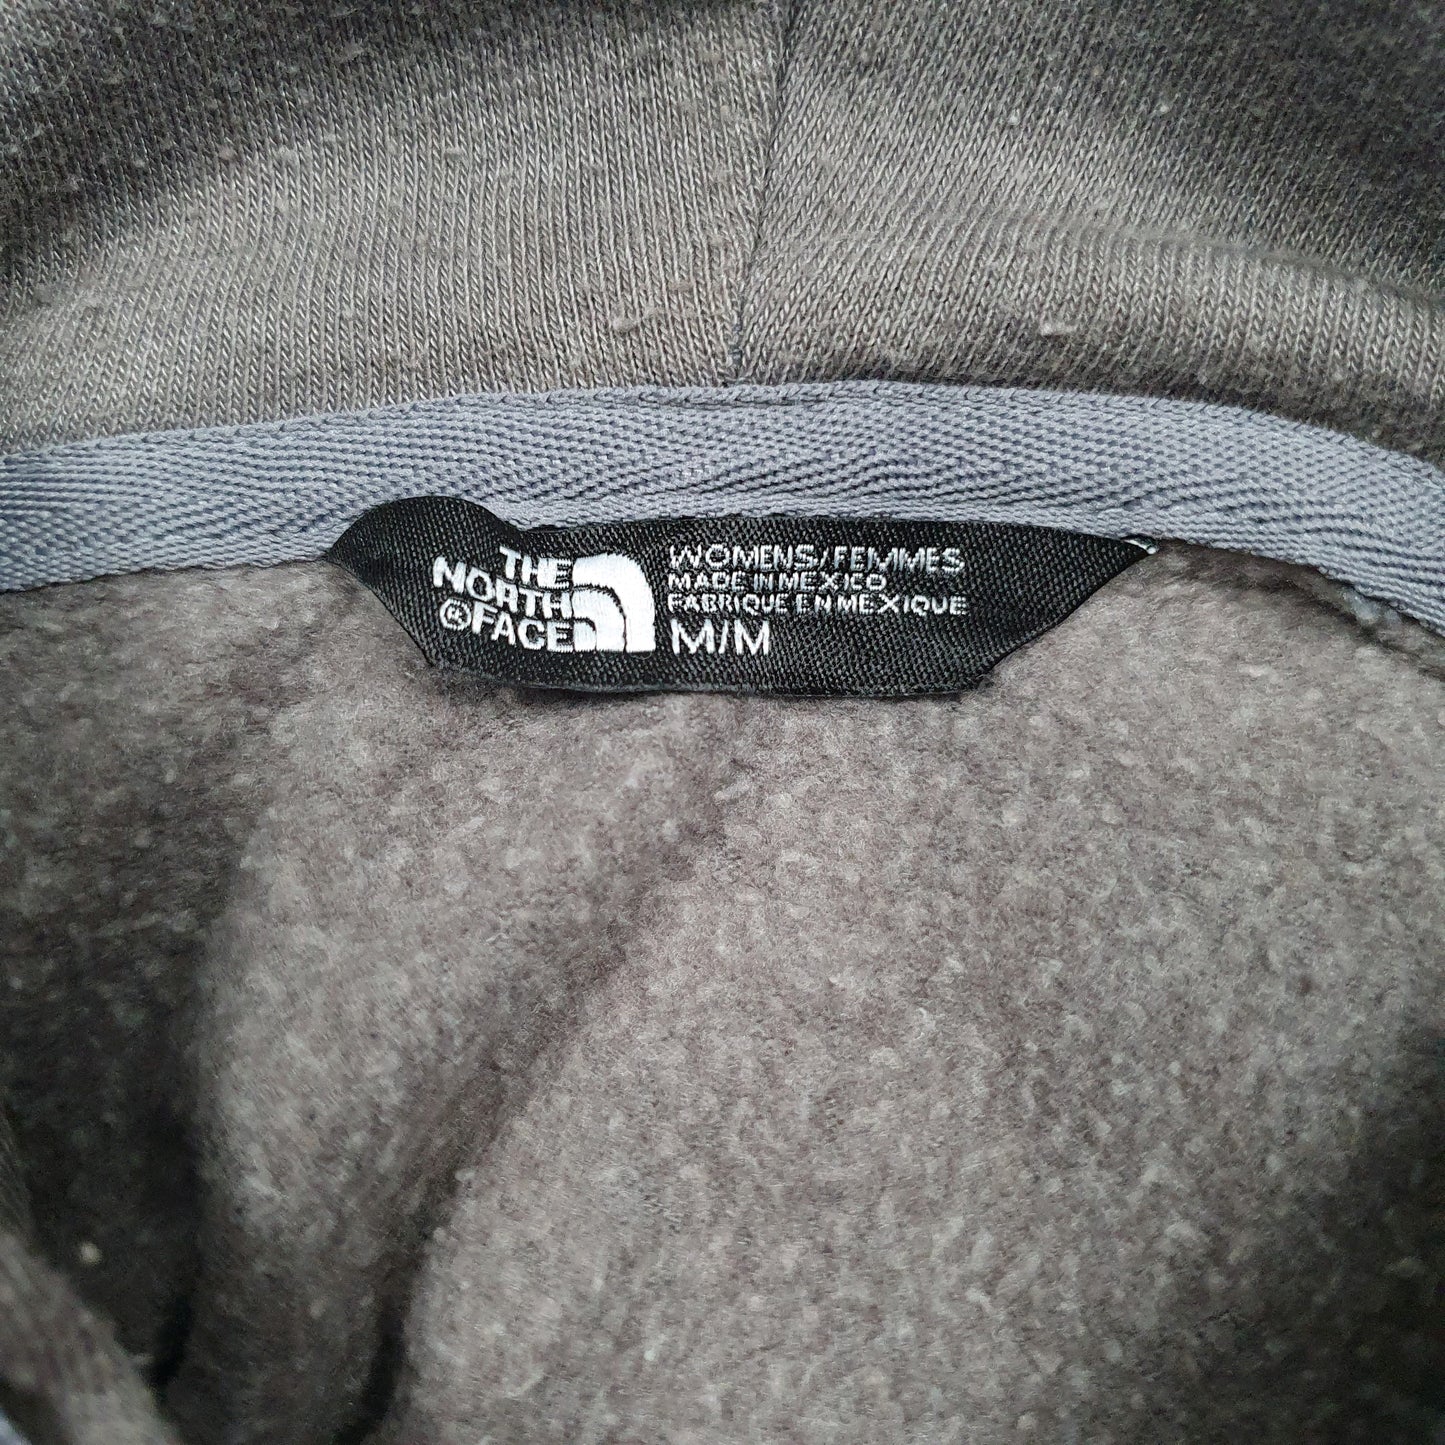 THE
NORTH
® FACE
WOMENS/FEMMES
MADE IN MEXICO
FABRIQUE EN MEXIQUE
M/M